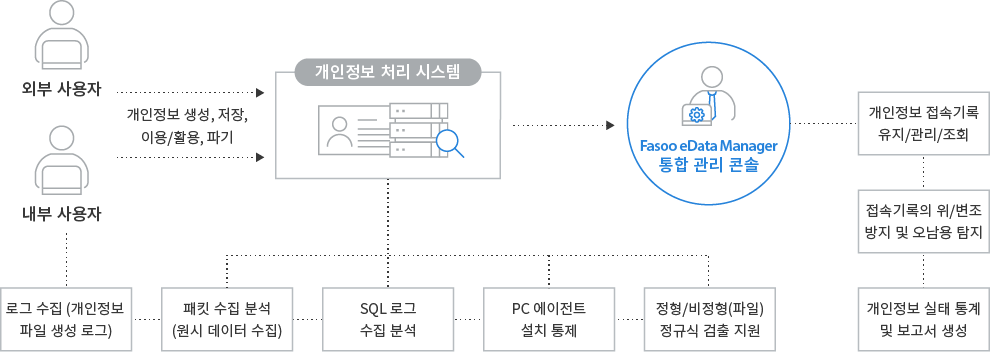 외부 사용자
내부 사용자
개인정보 생성, 저장,
이용/활용, 파기
개인정보 처리 시스템
Fasoo eData Manager
통합 관리 콘솔
개인정보 접속기록
유지/관리/조회
접속기록의 위/변조
방지 및 오남용 탐지
개인정보 실태 통계
및 보고서 생성
로그 수집 (개인정보
파일 생성 로그)
패킷 수집 분석
(원시 데이터 수집)
SQL 로그
수집 분석
PC 에이전트
설치 통제
정형/비정형(파일)
정규식 검출 지원